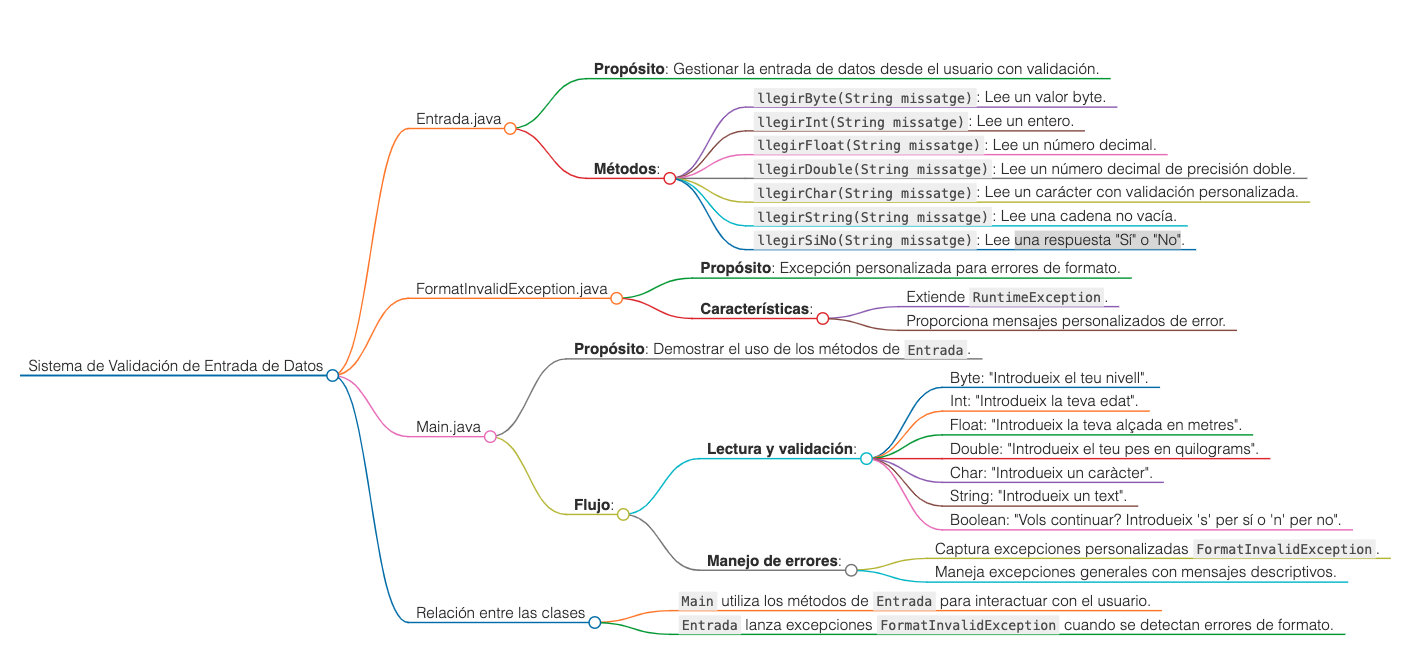 Sistema de Validación de Entrada de Datos
Entrada.java
Propósito: Gestionar la entrada de datos desde el usuario con validación.
Métodos:
llegirByte(String missatge): Lee un valor byte.
llegirInt(String missatge): Lee un entero.
llegirFloat(String missatge): Lee un número decimal.
llegirDouble(String missatge): Lee un número decimal de precisión doble.
llegirChar(String missatge): Lee un carácter con validación personalizada.
llegirString(String missatge): Lee una cadena no vacía.
llegirSiNo(String missatge): Lee una respuesta "Sí" o "No".
FormatInvalidException.java
Propósito: Excepción personalizada para errores de formato.
Características:
Extiende RuntimeException.
Proporciona mensajes personalizados de error.
Main.java
Propósito: Demostrar el uso de los métodos de Entrada.
Flujo:
Lectura y validación:
Byte: "Introdueix el teu nivell".
Int: "Introdueix la teva edat".
Float: "Introdueix la teva alçada en metres".
Double: "Introdueix el teu pes en quilograms".
Char: "Introdueix un caràcter".
String: "Introdueix un text".
Boolean: "Vols continuar? Introdueix 's' per sí o 'n' per no".
Manejo de errores:
Captura excepciones personalizadas FormatInvalidException.
Maneja excepciones generales con mensajes descriptivos.
Relación entre las clases
Main utiliza los métodos de Entrada para interactuar con el usuario.
Entrada lanza excepciones FormatInvalidException cuando se detectan errores de formato.